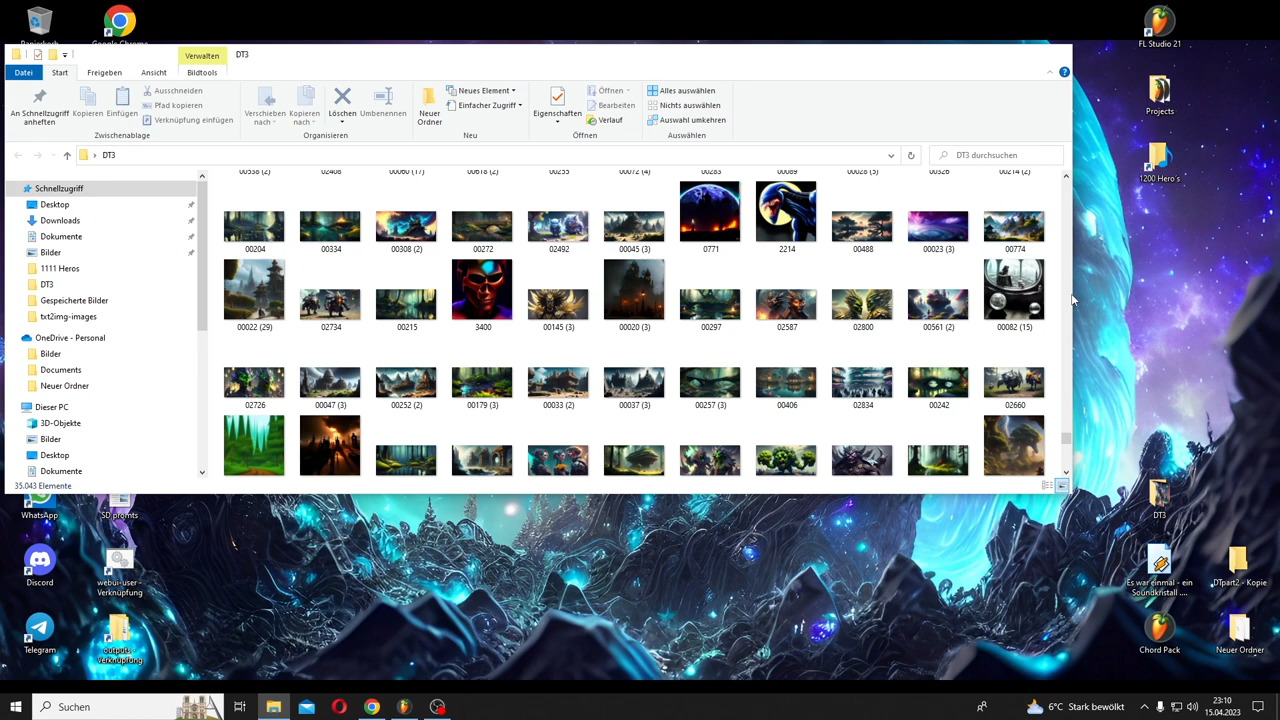 Google Chrome
FL Studio 21
Projects
1200 Hero's
Verwalten
DT3
Datei
Start
Freigeben
Ansicht
Bildtools
An Schnellzugriff
anheften
Kopieren
Einfügen
Ausschneiden
Pfad kopieren
Verknüpfung einfügen
Zwischenablage
Verschieben
nach
Kopieren
nach
Löschen
Umbenennen
Organisieren
Neuer
Ordner
Neues Element
Einfacher Zugriff
Neu
Eigenschaften
Öffnen
Bearbeiten
Verlauf
Öffnen
Alles auswählen
Nichts auswählen
Auswahl umkehren
Auswählen
DT3
DT3 durchsuchen
Schnellzugriff
Desktop
Downloads
Dokumente
Bilder
1111 Heros
DT3
Gespeicherte Bilder
txt2img-images
OneDrive - Personal
Bilder
Documents
Neuer Ordner
Dieser PC
3D-Objekte
Bilder
Desktop
Dokumente
00204 00334 00308 (2) 00272 02492 00045 (3) 0771 2214 00488 00023 (3) 00774
00022 (29) 02734 00215 3400 00145 (3) 00020 (3) 00297 02587 02800 00561 (2) 00082 (15)
02726 00047 (3) 00252 (2) 00179 (3) 00033 (2) 00037 (3) 00257 (3) 00406 02834 00242 02660
35.043 Elemente
WhatsApp
SD promts
Discord
webui-user -
Verknüpfung
Telegram
outputs -
Verknüpfung
DT3
Es war einmal - ein
Soundkristall ....
DTpart2 - Kopie
Chord Pack
Neuer Ordner
Suchen
6°C Stark bewölkt
23:10
15.04.2023